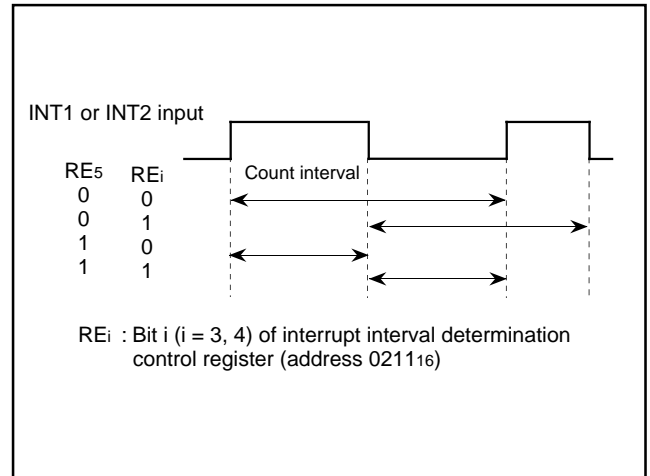 INT1 or INT2 input
RE5 REi Count interval
0 0
0 1
1 0
1 1
REi : Bit i (i = 3, 4) of interrupt interval determination
control register (address 021116)